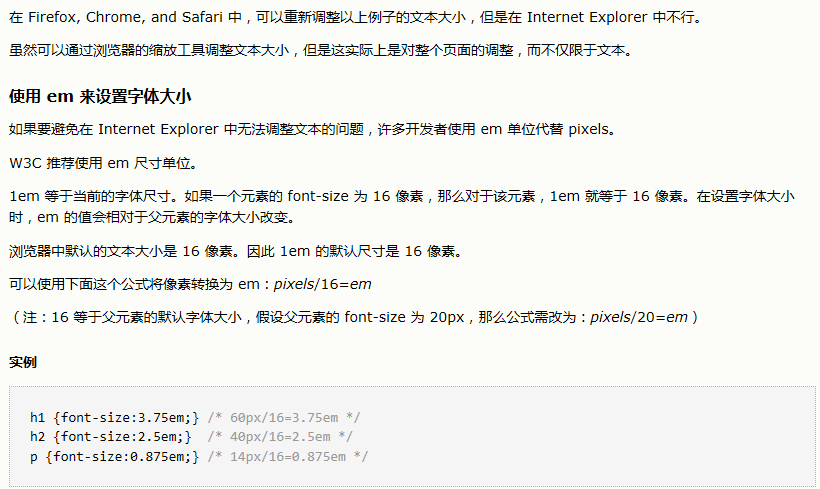 在 Firefox, Chrome, and Safari 中，可以重新调整以上例子的文本大小，但是在 Internet Explorer 中不行。
虽然可以通过浏览器的缩放工具调整文本大小，但是这实际上是对整个页面的调整，而不仅限于文本。
使用 em 来设置字体大小
如果要避免在 Internet Explorer 中无法调整文本的问题，许多开发者使用 em 单位代替 pixels。
W3C 推荐使用 em 尺寸单位。
1em 等于当前的字体尺寸。如果一个元素的 font-size 为 16 像素，那么对于该元素，1em 就等于 16 像素。在设置字体大小
时，em 的值会相对于父元素的字体大小改变。
浏览器中默认的文本大小是 16 像素。因此 1em 的默认尺寸是 16 像素。
可以使用下面这个公式将像素转换为 em：pixels/16=em
（注：16 等于父元素的默认字体大小，假设父元素的 font-size 为 20px，那么公式需改为：pixels/20=em）
实例
h1 {font-size:3.75em;} /* 60px/16=3.75em */
h2 {font-size:2.5em;}  /* 40px/16=2.5em */
p {font-size:0.875em;} /* 14px/16=0.875em */